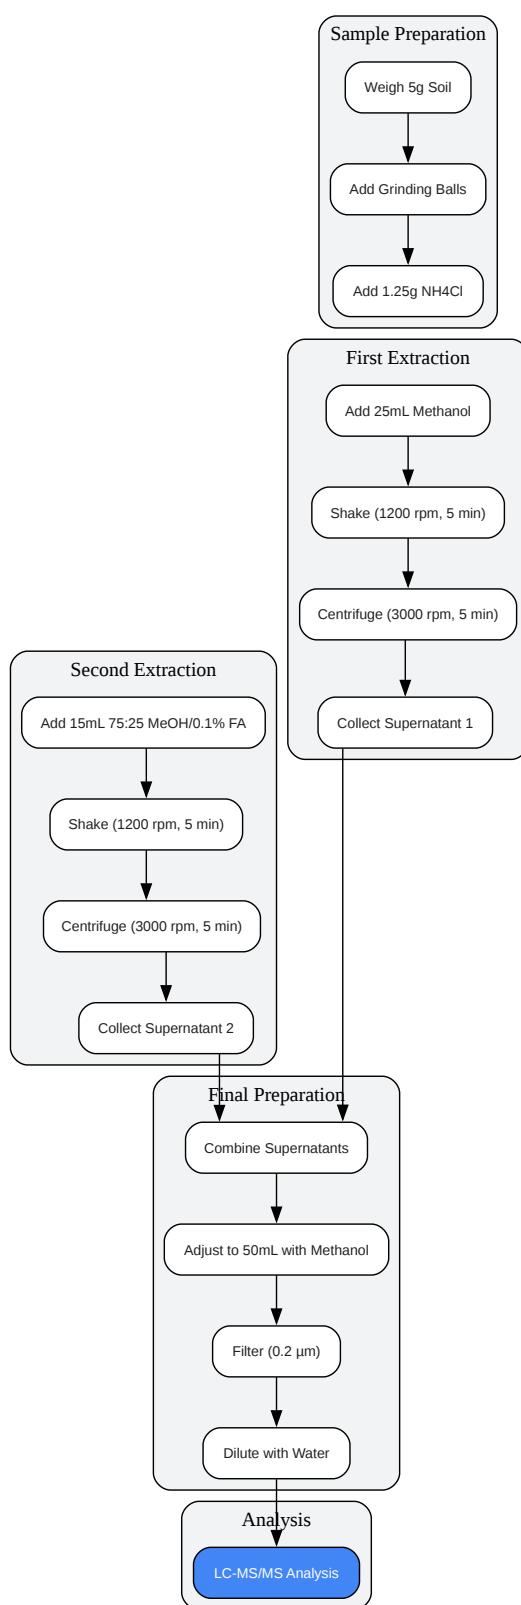 Sample Preparation
Weigh 5g Soil
Add Grinding Balls
Add 1.25g NH4Cl
First Extraction
Add 25mL Methanol
Shake (1200 rpm, 5 min)
Centrifuge (3000 rpm, 5 min)
Collect Supernatant 1
Second Extraction
Add 15mL 75:25 MeOH/0.1% FA
Shake (1200 rpm, 5 min)
Centrifuge (3000 rpm, 5 min)
Collect Supernatant 2
Final Preparation
Combine Supernatants
Adjust to 50mL with Methanol
Filter (0.2 µm)
Dilute with Water
Analysis
LC-MS/MS Analysis